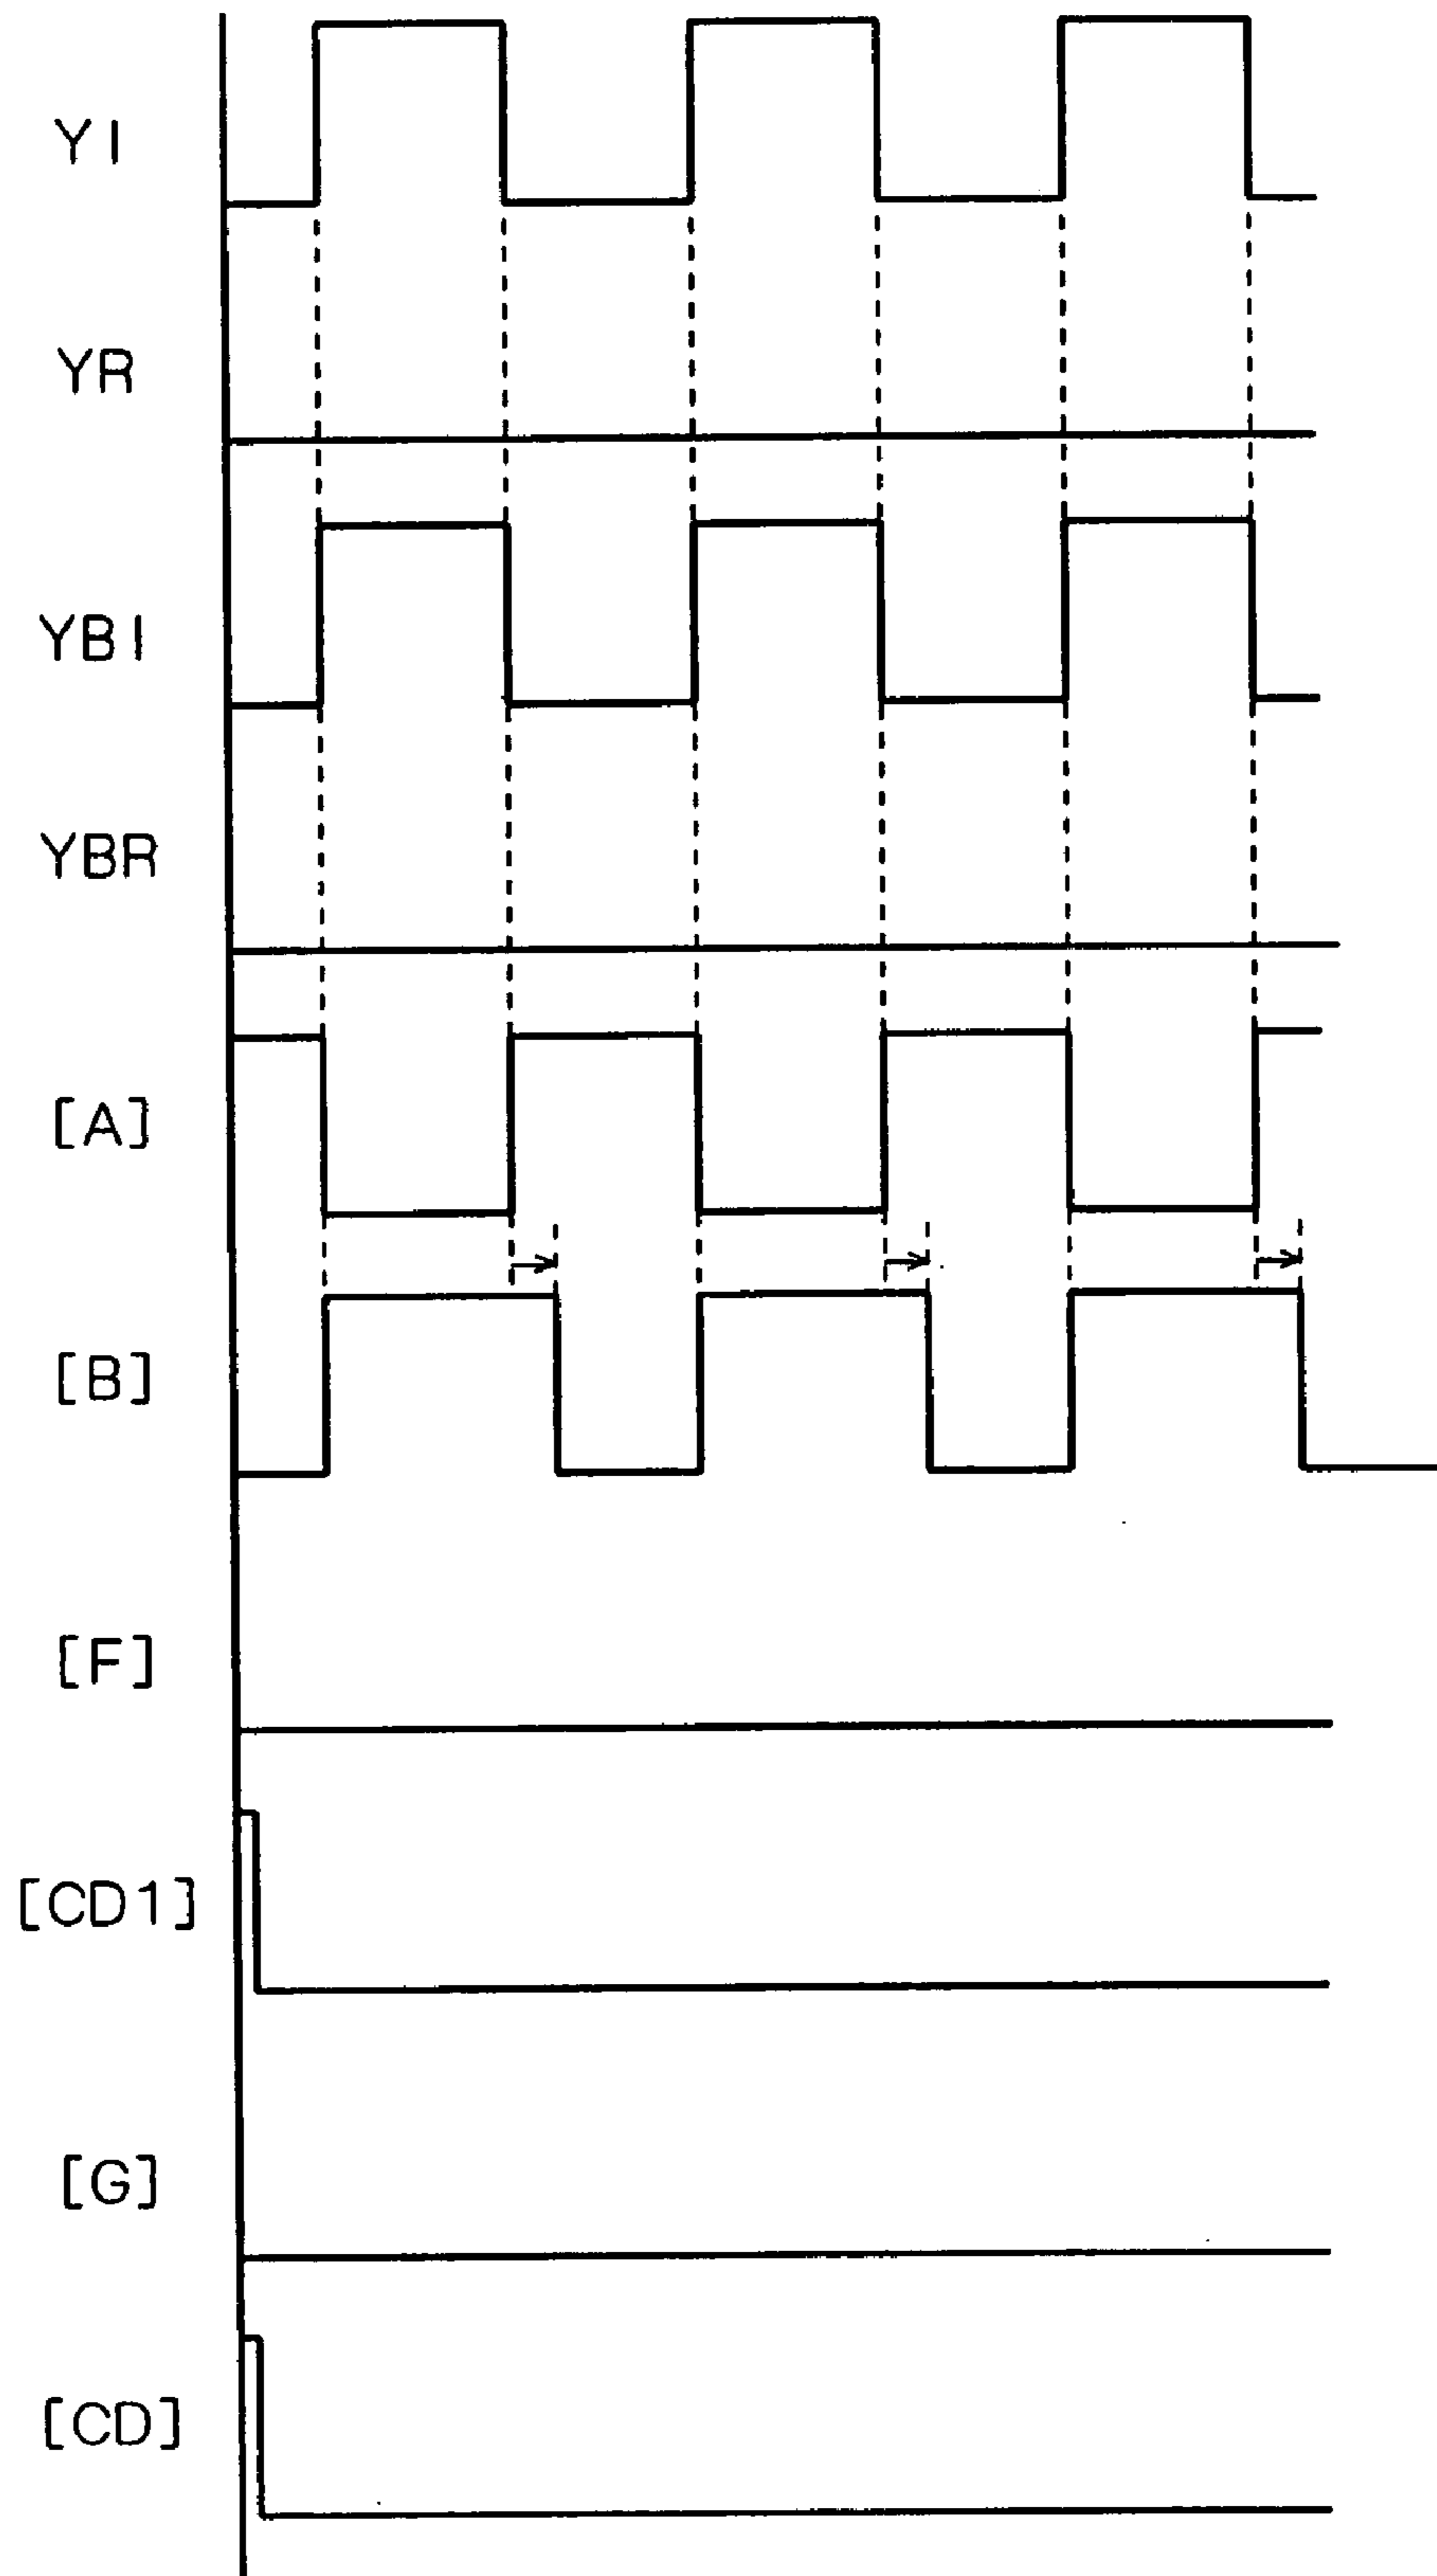 YI
YR
YBI
YBR
[A]
[B]
[F]
[CD1]
[G]
[CD]